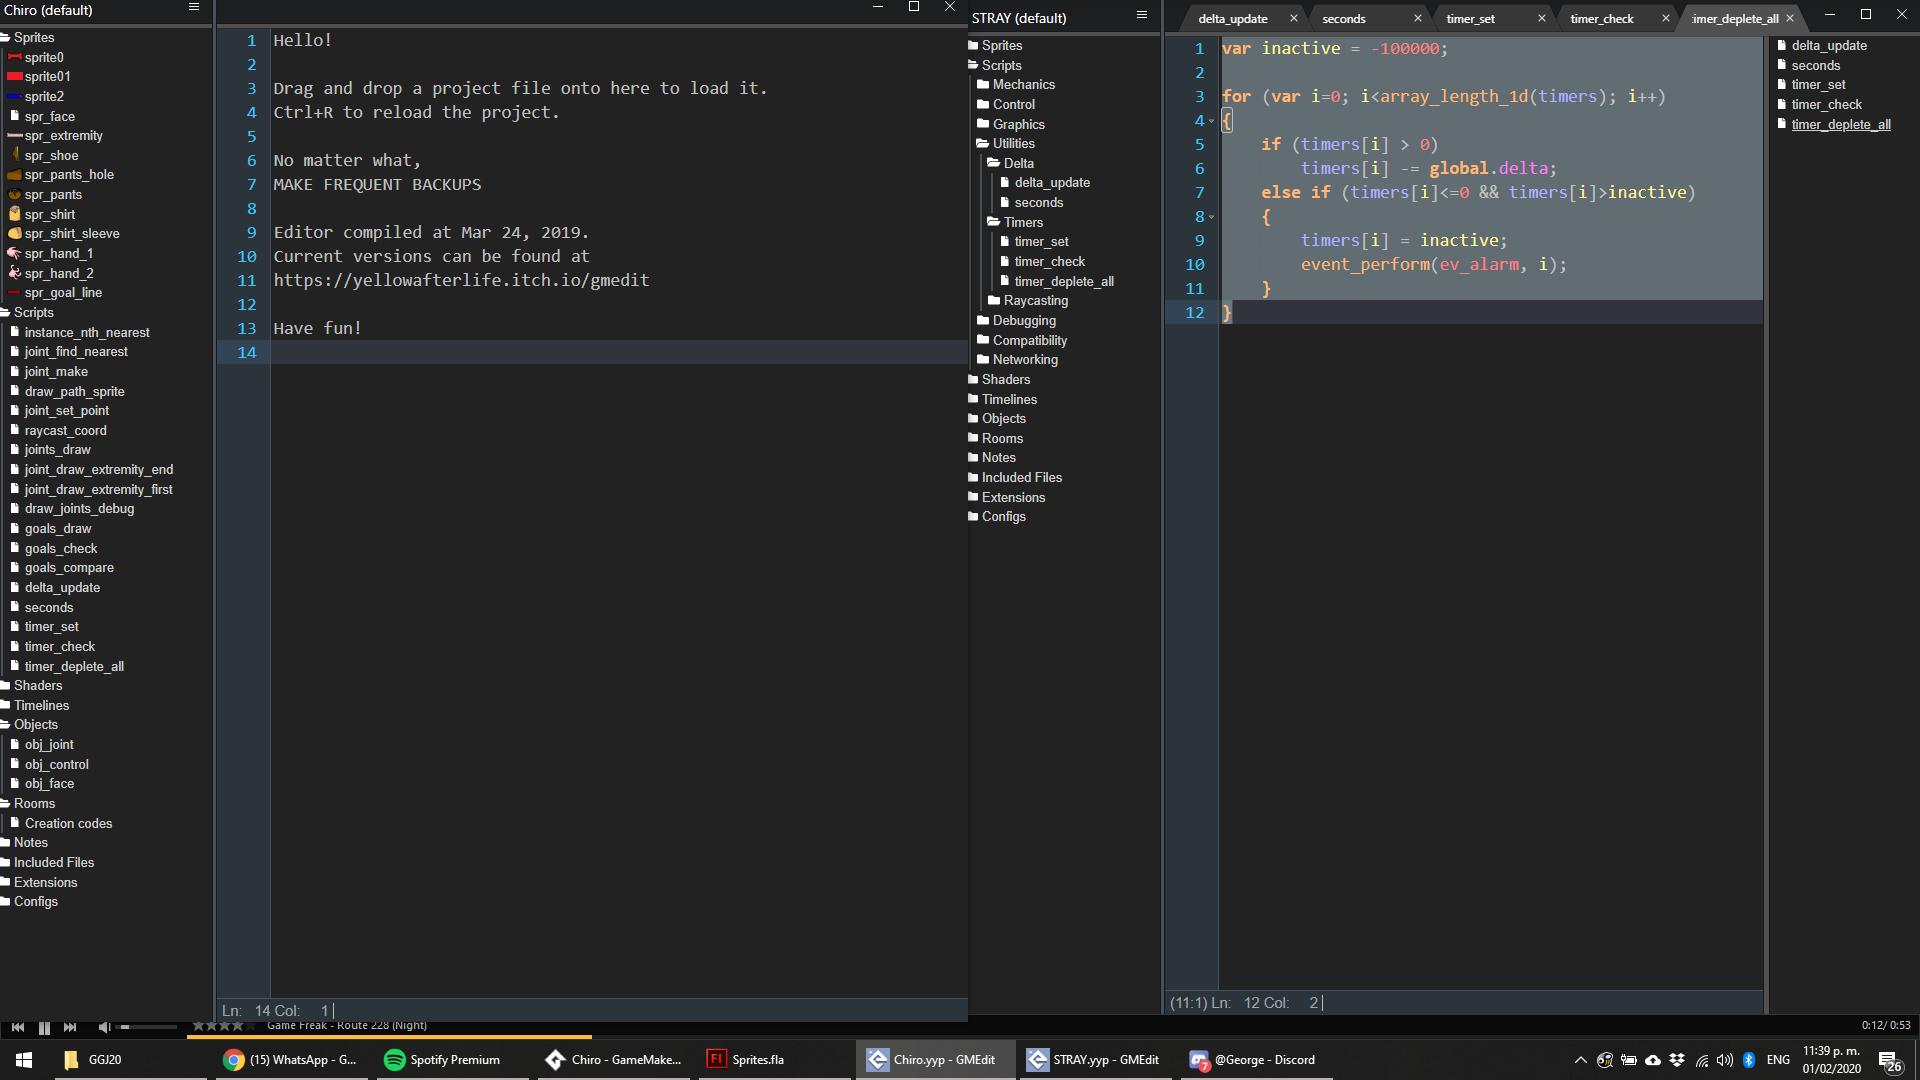 Chiro (default)
Sprites
sprite0
sprite01
sprite2
spr_face
spr_extremity
spr_shoe
spr_pants_hole
spr_pants
spr_shirt
spr_shirt_sleeve
spr_hand_1
spr_hand_2
spr_goal_line
Scripts
instance_nth_nearest
joint_find_nearest
joint_make
draw_path_sprite
joint_set_point
raycast_coord
joints_draw
joint_draw_extremity_end
joint_draw_extremity_first
draw_joints_debug
goals_draw
goals_check
goals_compare
delta_update
seconds
timer_set
timer_check
timer_deplete_all
Shaders
Timelines
Objects
obj_joint
obj_control
obj_face
Rooms
Creation codes
Notes
Included Files
Extensions
Configs
1 Hello!
2
3 Drag and drop a project file onto here to load it.
4 Ctrl+R to reload the project.
5
6 No matter what,
7 MAKE FREQUENT BACKUPS
8
9 Editor compiled at Mar 24, 2019.
10 Current versions can be found at
11 https://yellowafterlife.itch.io/gmedit
12
13 Have fun!
14
Ln: 14 Col: 1
STRAY (default)
Sprites
Scripts
Mechanics
Control
Graphics
Utilities
Delta
delta_update
seconds
Timers
timer_set
timer_check
timer_deplete_all
Raycasting
Debugging
Compatibility
Networking
Shaders
Timelines
Objects
Rooms
Notes
Included Files
Extensions
Configs
delta_update seconds timer_set timer_check :imer_deplete_all
1 var inactive = -100000;
2
3 for (var i=0; i<array_length_1d(timers); i++)
4 {
5 if (timers[i] > 0)
6 timers[i] -= global.delta;
7 else if (timers[i]<=0 && timers[i]>inactive)
8 {
9 timers[i] = inactive;
10 event_perform(ev_alarm, i);
11 }
12 }
(11:1) Ln: 12 Col: 2
delta_update
seconds
timer_set
timer_check
timer_deplete_all
Game Freak - Route 228 (Night)
0:12/ 0:53
GGJ20
(15) WhatsApp - G...
Spotify Premium
Chiro - GameMake...
Fl Sprites.fla
Chiro.yyp - GMEdit
STRAY.yyp - GMEdit
7 @George - Discord
ENG
11:39 p. m.
01/02/2020
26